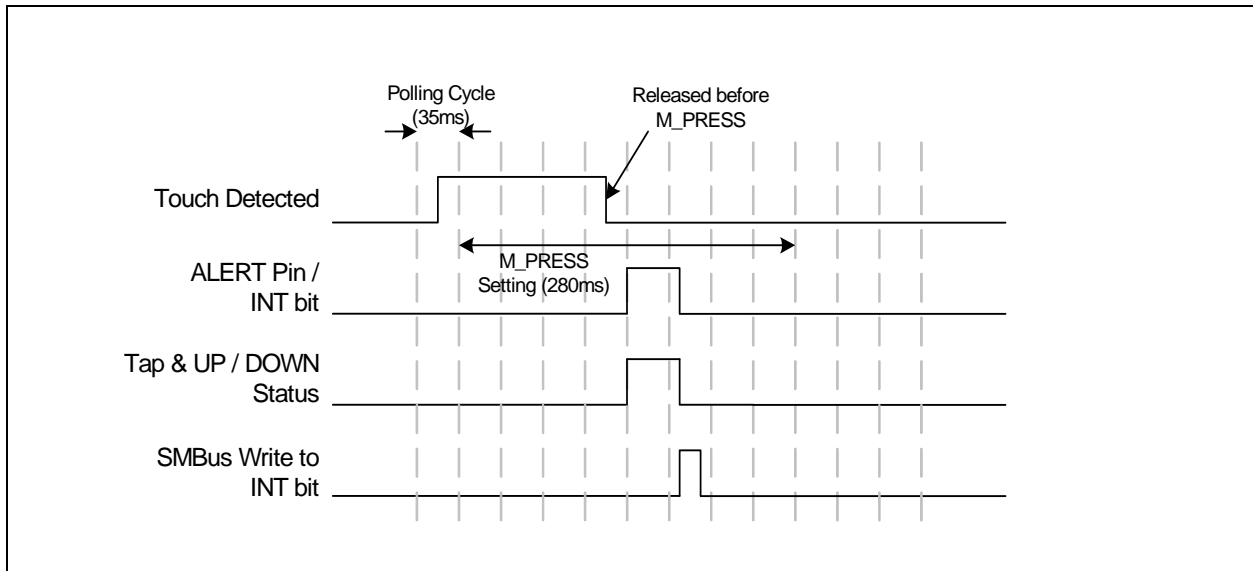 Polling Cycle
(35ms)
Released before
M_PRESS
Touch Detected
M_PRESS
Setting (280ms)
ALERT Pin /
INT bit
Tap & UP / DOWN
Status
SMBus Write to
INT bit